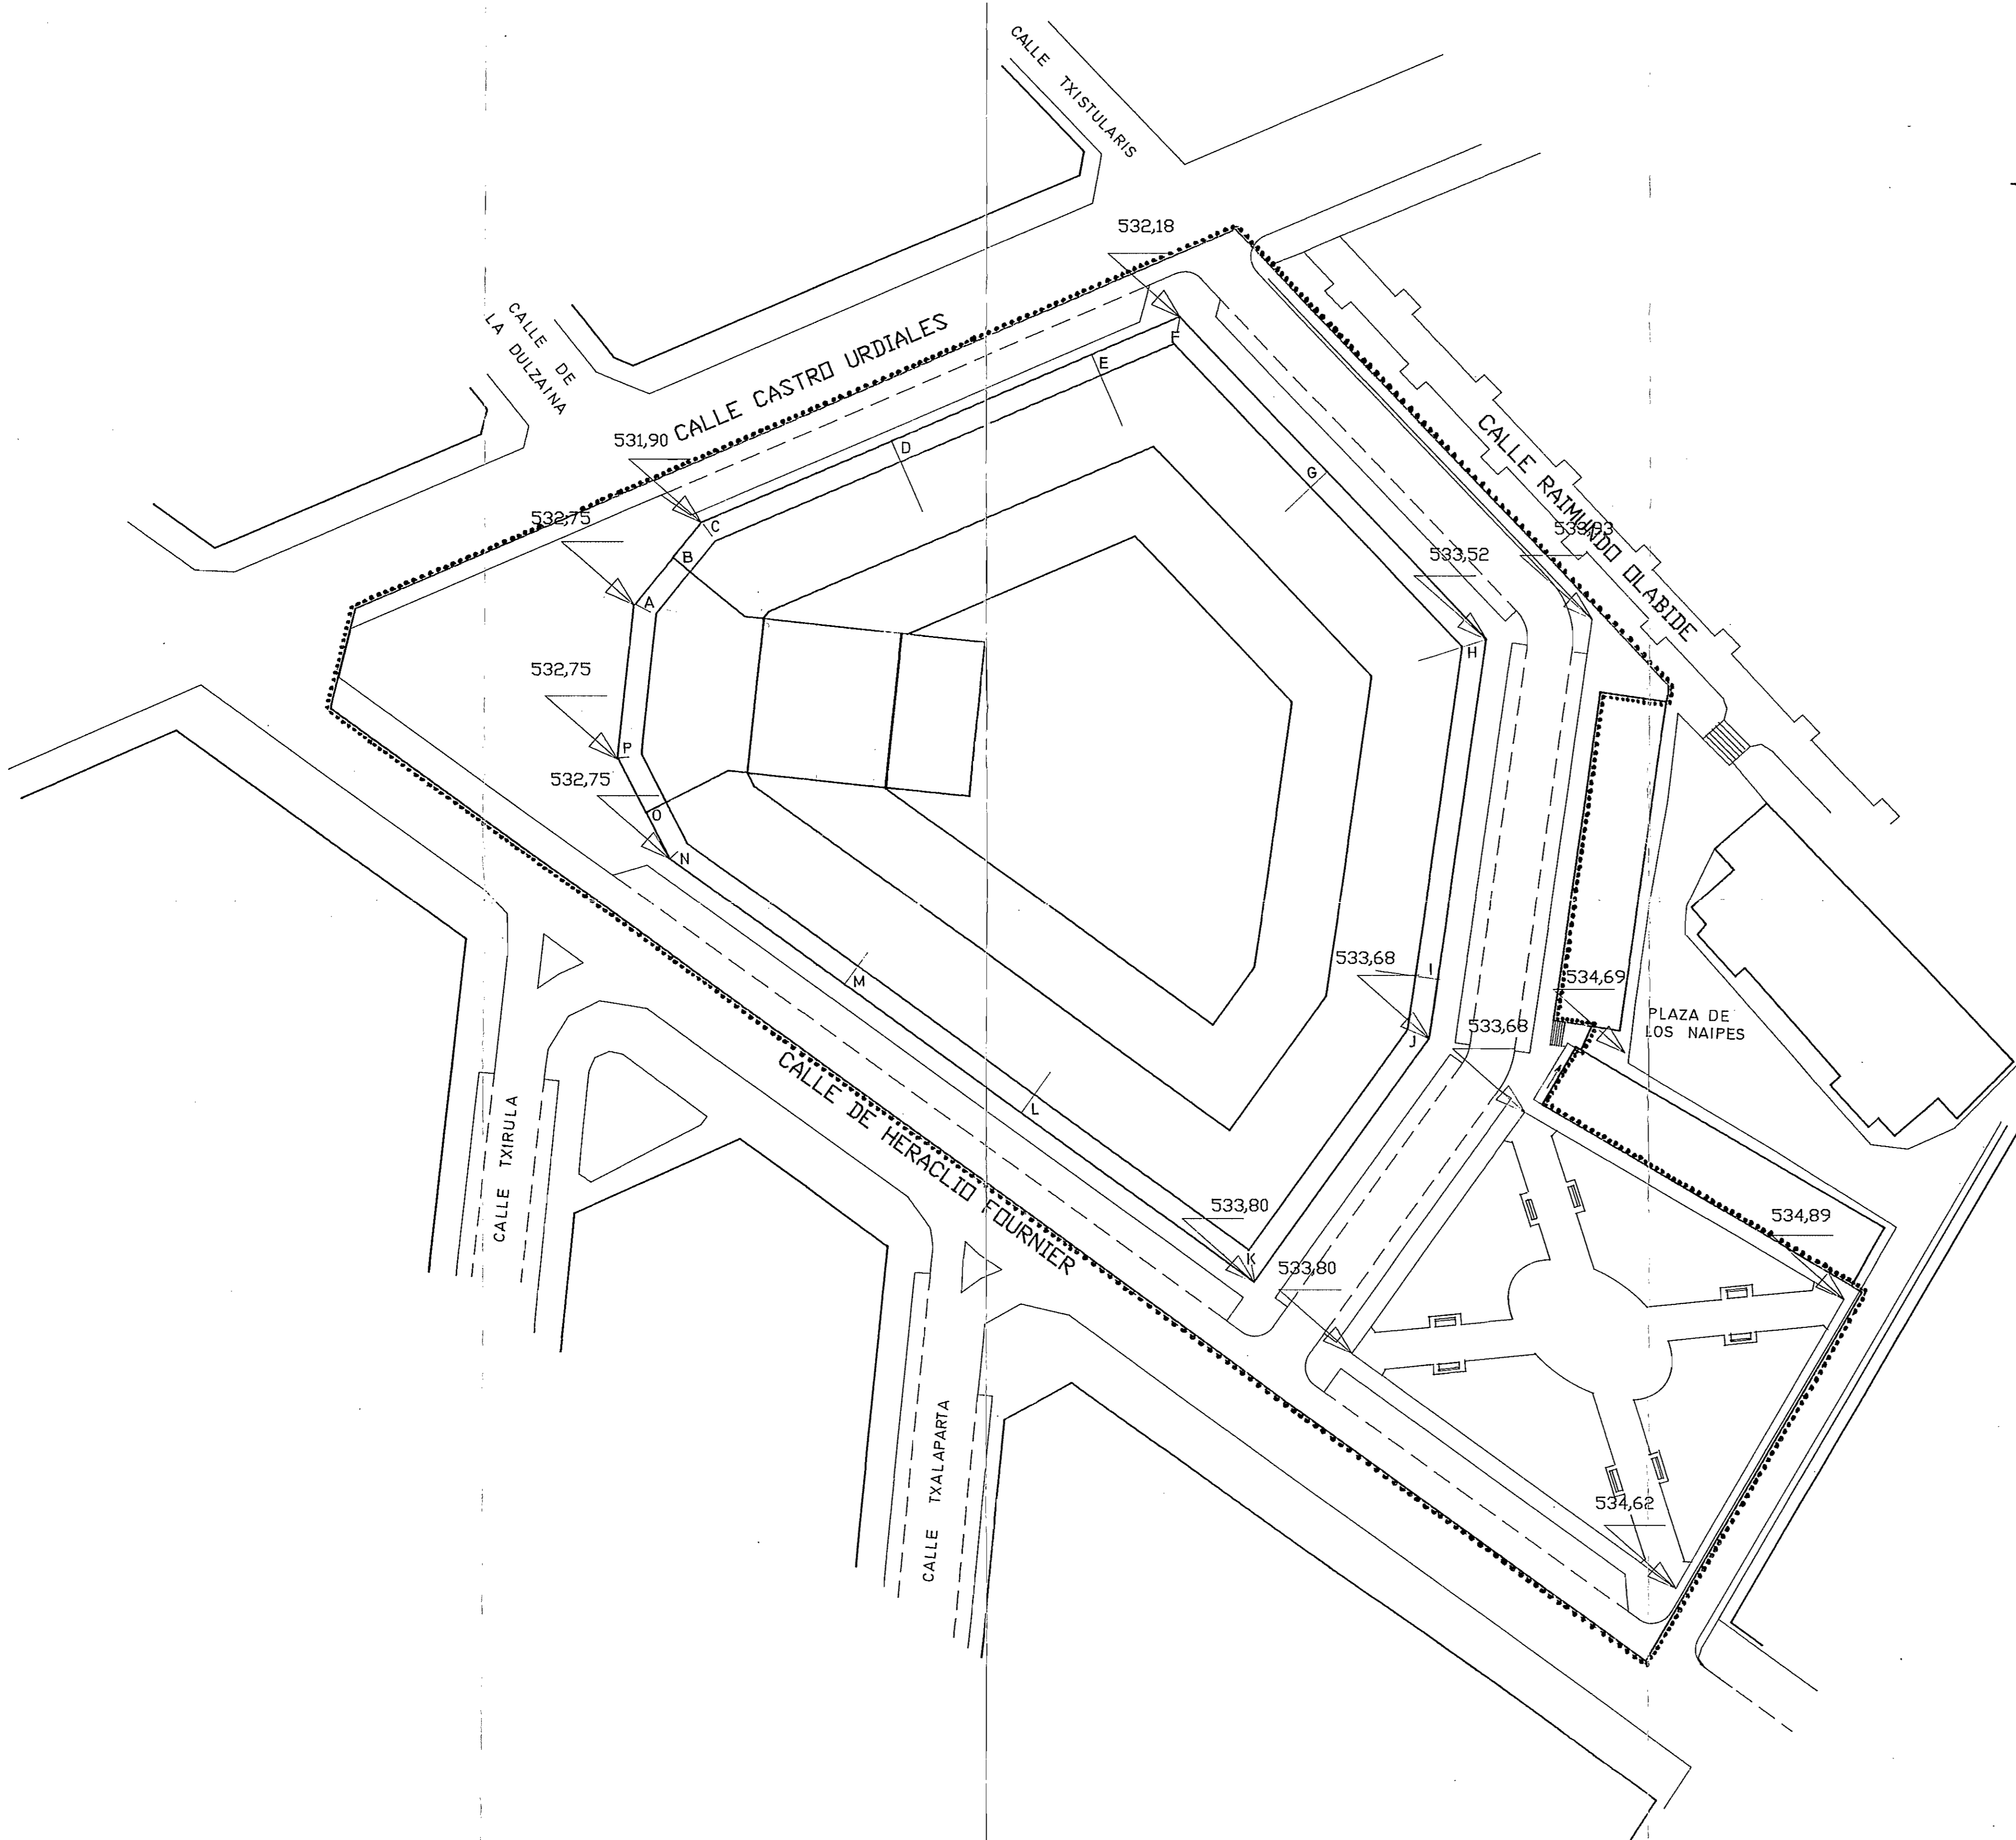 CALLE TXISTULARIS
532,18
CALLE DE
LA DULZAINA
CALLE CASTRO URDIALES
531,90
F
E
D
CALLE RAIMUNDO OLABIDE
G
532,75
C
533,52
B
A
H
532,75
P
532,75
O
N
533,68
I
534,69
M
PLAZA DE
LOS NAIPES
533,68
J
CALLE DE HERACLIO FOURNIER
L
CALLE TXIRULA
533,80
534,89
K
533,80
CALLE TXALAPARTA
534,62